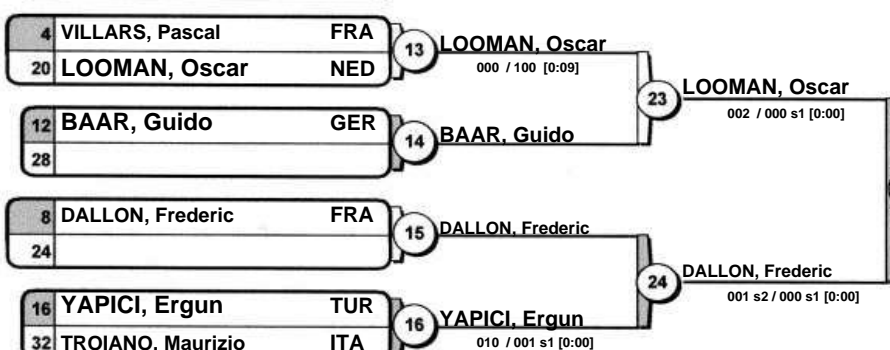 4 VILLARS, Pascal FRA
20 LOOMAN, Oscar NED
13 LOOMAN, Oscar
000 / 100 [0:09]
12 BAAR, Guido GER
28
14 BAAR, Guido
23 LOOMAN, Oscar
002 / 000 s1 [0:00]
8 DALLON, Frederic FRA
24
15 DALLON, Frederic
16 YAPICI, Ergun TUR
32 TROIANO, Maurizio ITA
16 YAPICI, Ergun
010 / 001 s1 [0:00]
24 DALLON, Frederic
001 s2 / 000 s1 [0:00]